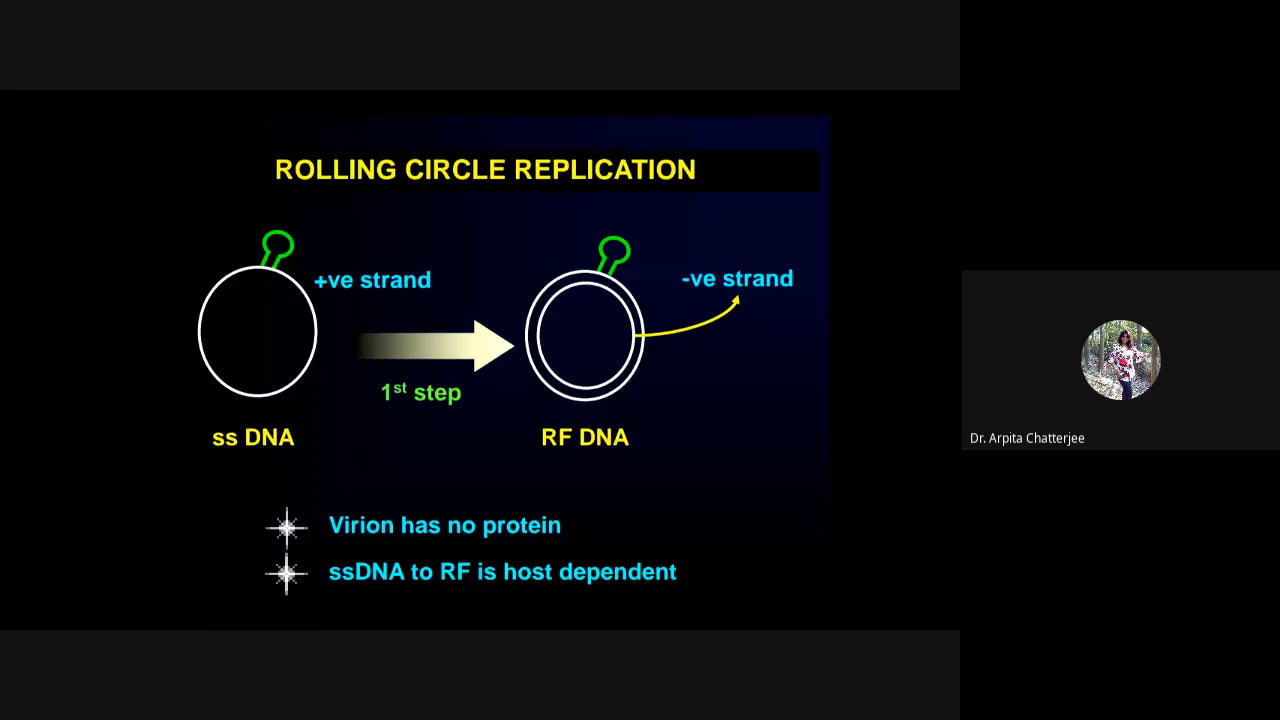 ROLLING CIRCLE REPLICATION
+ve strand
-ve strand
1st step
ss DNA
RF DNA
Virion has no protein
ssDNA to RF is host dependent
Dr. Arpita Chatterjee